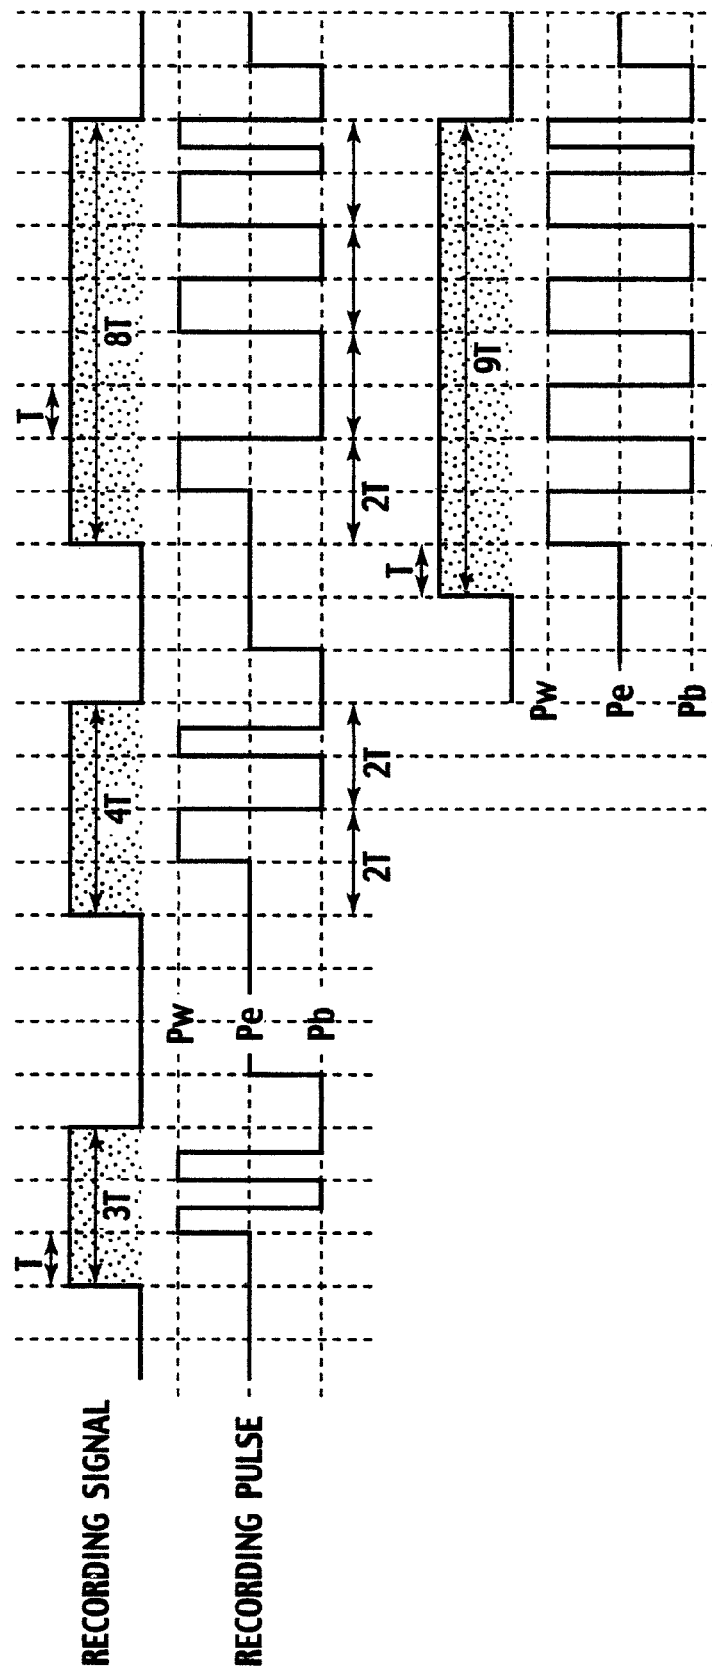 RECORDING SIGNAL
T
3T
4T
T
8T
RECORDING PULSE
Pw
Pe
Pb
2T
2T
2T
T
9T
Pw
Pe
Pb